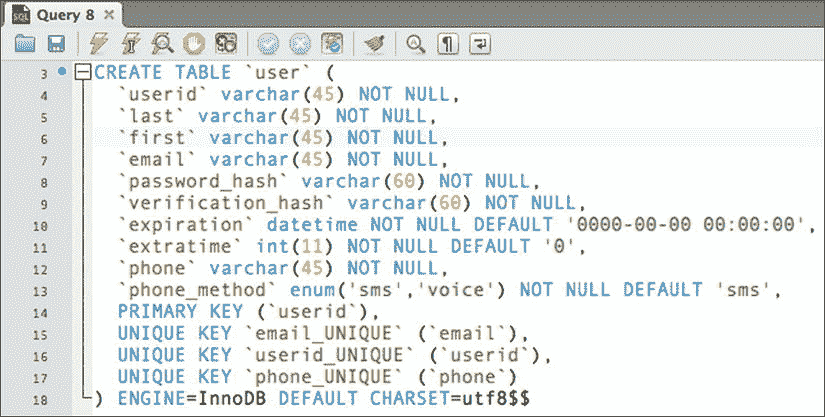 Query 8
3 CREATE TABLE `user` (
4 `userid` varchar(45) NOT NULL,
5 `last` varchar(45) NOT NULL,
6 `first` varchar(45) NOT NULL,
7 `email` varchar(45) NOT NULL,
8 `password_hash` varchar(60) NOT NULL,
9 `verification_hash` varchar(60) NOT NULL,
10 `expiration` datetime NOT NULL DEFAULT '0000-00-00 00:00:00',
11 `extratime` int(11) NOT NULL DEFAULT '0',
12 `phone` varchar(45) NOT NULL,
13 `phone_method` enum('sms','voice') NOT NULL DEFAULT 'sms',
14 PRIMARY KEY (`userid`),
15 UNIQUE KEY `email_UNIQUE` (`email`),
16 UNIQUE KEY `userid_UNIQUE` (`userid`),
17 UNIQUE KEY `phone_UNIQUE` (`phone`)
18 ) ENGINE=InnoDB DEFAULT CHARSET=utf8$$